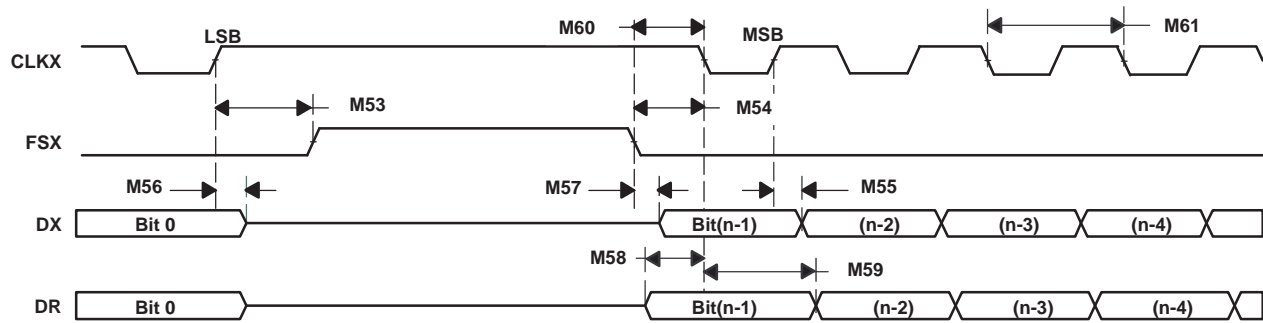 M60
M61
LSB
MSB
CLKX
M53
M54
FSX
M56
M57
M55
DX
Bit 0
Bit(n-1)
(n-2)
(n-3)
(n-4)
M58
M59
DR
Bit 0
Bit(n-1)
(n-2)
(n-3)
(n-4)